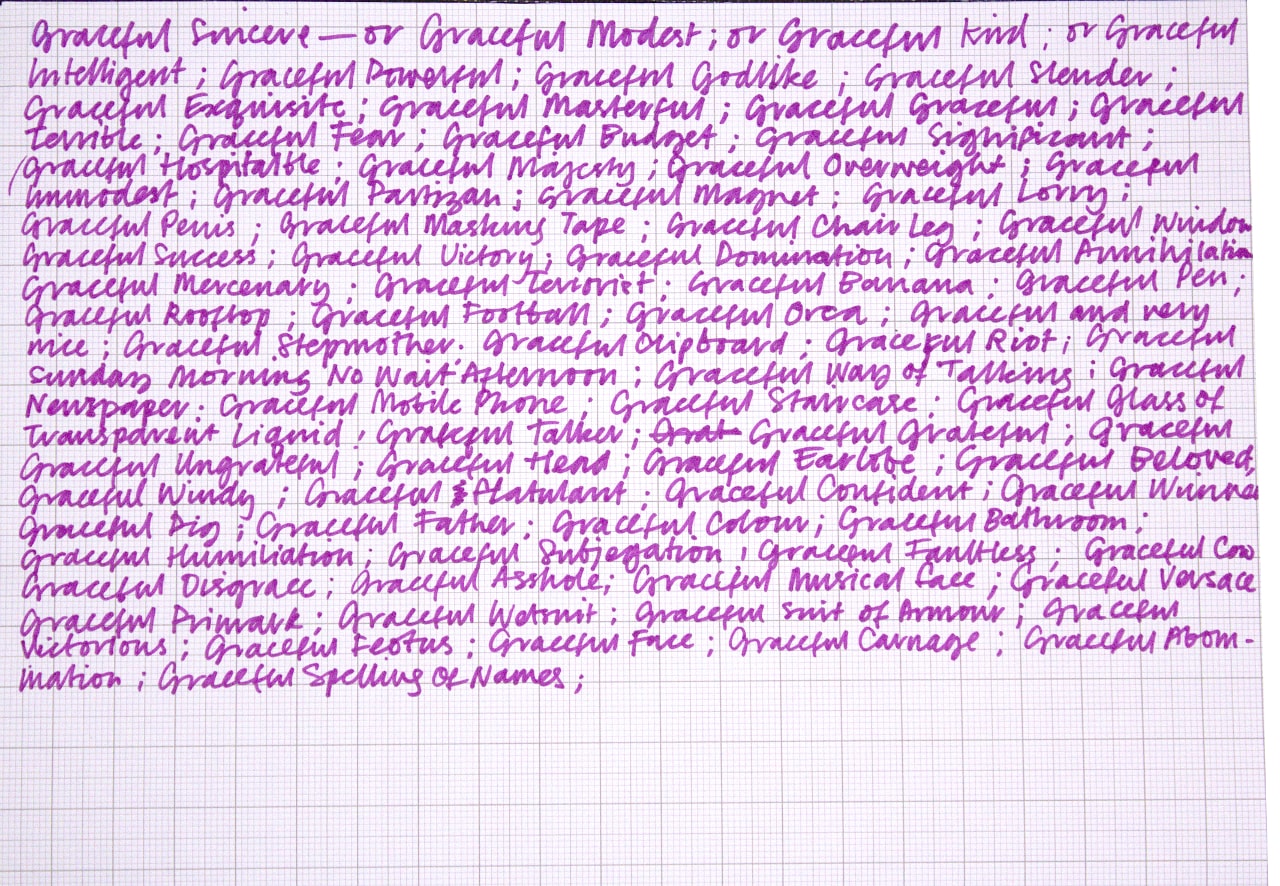 Graceful Sincere — or Graceful Modest ; or Graceful Kind ; or Graceful
Intelligent ; Graceful Powerful ; Graceful Godlike ; Graceful Slender ;
Graceful Exquisite ; Graceful Masterful ; Graceful Graceful ; Graceful
Terrible ; Graceful Fear ; Graceful Budget ; Graceful Significant ;
Graceful Hospitable ; Graceful Majesty ; Graceful Overweight ; Graceful
Immodest ; Graceful Partizan ; Graceful Magnet ; Graceful Lorry ;
Graceful Penis ; Graceful Masking Tape ; Graceful Chair Leg ; Graceful Window
Graceful Success ; Graceful Victory ; Graceful Domination ; Graceful Annihilation
Graceful Mercenary ; Graceful Terrorist ; Graceful Banana ; Graceful Pen ;
Graceful Rooftop ; Graceful Football ; Graceful Orca ; Graceful and very
nice ; Graceful Stepmother . Graceful Clipboard ; Graceful Riot ; Graceful
Sunday Morning No Wait Afternoon ; Graceful Way of Talking ; Graceful
Newspaper . Graceful Mobile Phone ; Graceful Staircase ; Graceful Glass of
Transparent Liquid , Grateful Talker ; Grat Graceful Grateful ; Graceful
Graceful Ungrateful ; Graceful Head ; Graceful Earlobe ; Graceful Beloved,
Graceful Windy ; Graceful Flatulant . Graceful Confident ; Graceful Winner
Graceful Pig ; Graceful Father ; Graceful Colour ; Graceful Bathroom ;
Graceful Humiliation ; Graceful Subjegation , Graceful Faultless ; Graceful Cow
Graceful Disgrace ; Graceful Asshole ; Graceful Musical face ; Graceful Versace
Graceful Primark ; Graceful Wetsuit ; Graceful Suit of Armour ; Graceful
Victorious ; Graceful Feotus ; Graceful Face ; Graceful Carnage ; Graceful Abom-
ination ; Graceful Spelling Of Names ;